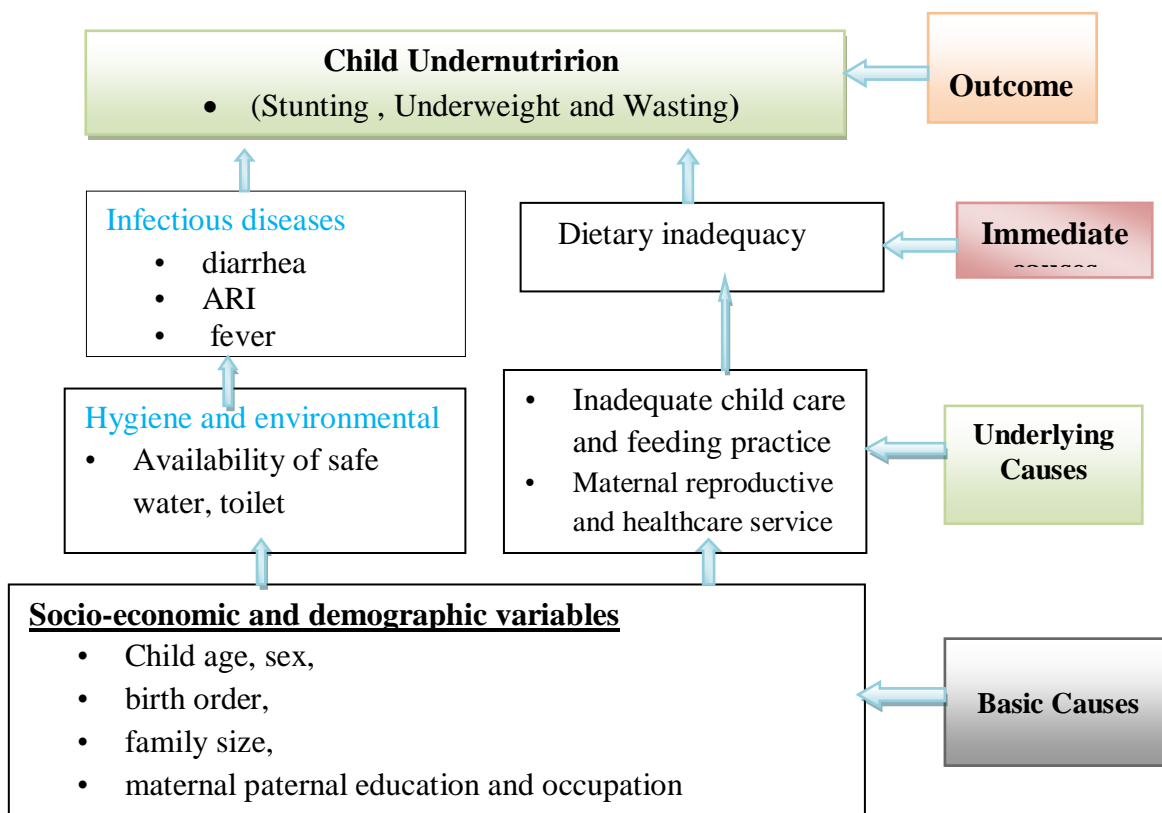 Child Undernutririon
• (Stunting , Underweight and Wasting)
Outcome
Infectious diseases
• diarrhea
• ARI
• fever
Dietary inadequacy
Immediate
causes
Hygiene and environmental
• Availability of safe
water, toilet
• Inadequate child care
and feeding practice
• Maternal reproductive
and healthcare service
Underlying
Causes
Socio-economic and demographic variables
• Child age, sex,
• birth order,
• family size,
• maternal paternal education and occupation
Basic Causes